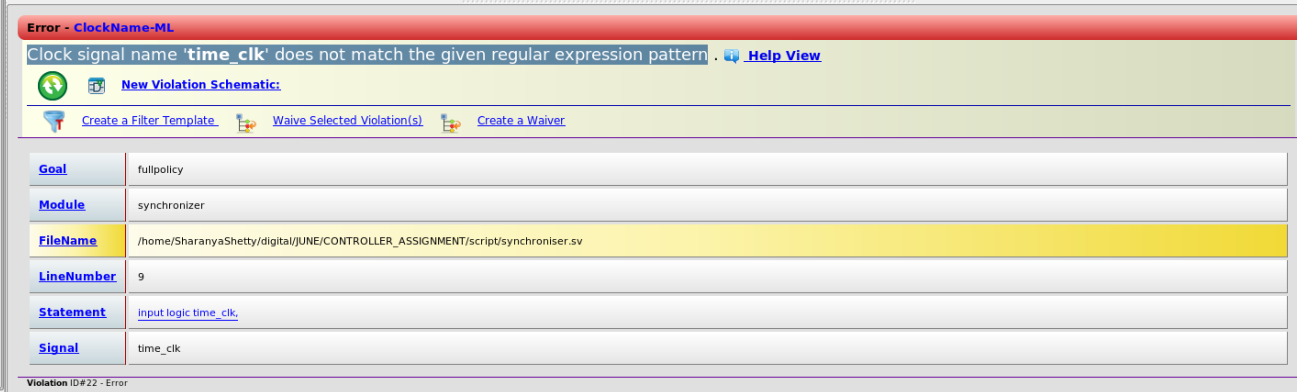 Error - ClockName-ML
Clock signal name 'time_clk' does not match the given regular expression pattern . Help View
New Violation Schematic:
Create a Filter Template Waive Selected Violation(s) Create a Waiver
Goal fullpolicy
Module synchronizer
FileName /home/SharanyaShetty/digital/JUNE/CONTROLLER_ASSIGNMENT/script/synchroniser.sv
LineNumber 9
Statement input logic time_clk,
Signal time_clk
Violation ID#22 - Error